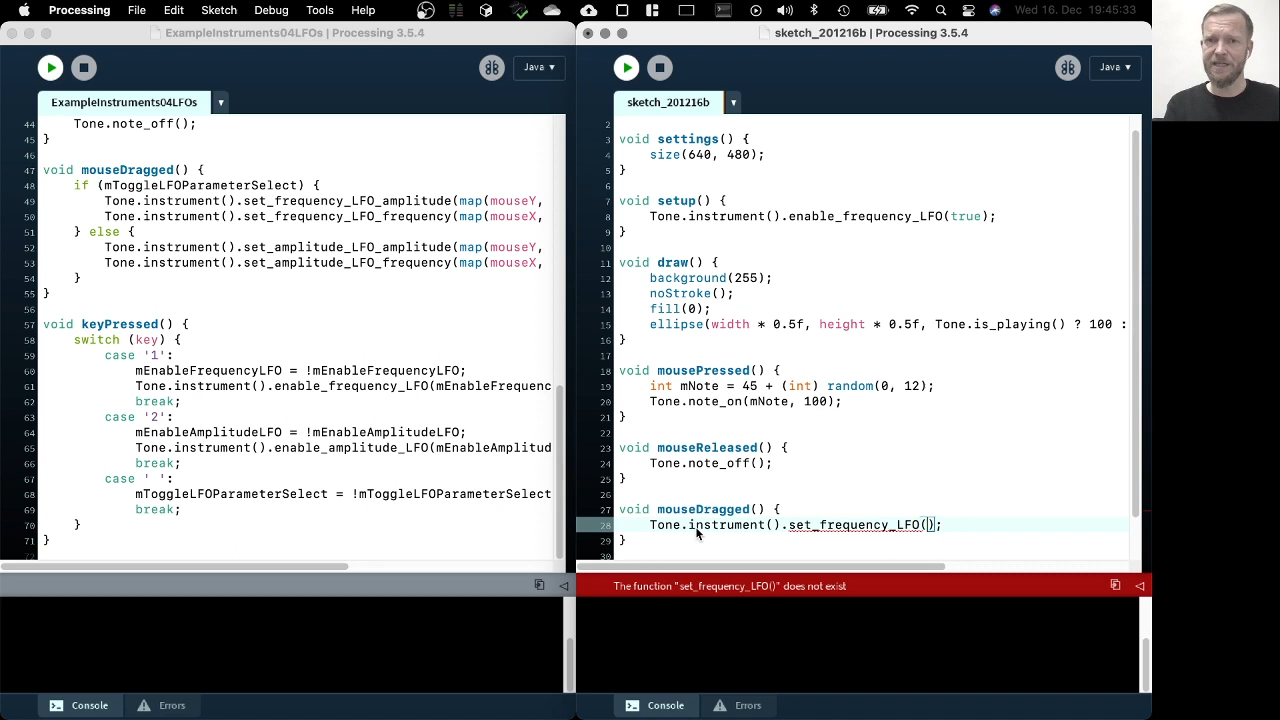 Processing File Edit Sketch Debug Tools Help Wed 16. Dec 19:45:33
ExampleInstruments04LFOs | Processing 3.5.4
Java ▾
ExampleInstruments04LFOs ▾
44 Tone.note_off();
45 }
46
47 void mouseDragged() {
48 if (mToggleLFOParameterSelect) {
49 Tone.instrument().set_frequency_LFO_amplitude(map(mouseY,
50 Tone.instrument().set_frequency_LFO_frequency(map(mouseX,
51 } else {
52 Tone.instrument().set_amplitude_LFO_amplitude(map(mouseY,
53 Tone.instrument().set_amplitude_LFO_frequency(map(mouseX,
54 }
55 }
56
57 void keyPressed() {
58 switch (key) {
59 case '1':
60 mEnableFrequencyLFO = !mEnableFrequencyLFO;
61 Tone.instrument().enable_frequency_LFO(mEnableFrequenc
62 break;
63 case '2':
64 mEnableAmplitudeLFO = !mEnableAmplitudeLFO;
65 Tone.instrument().enable_amplitude_LFO(mEnableAmplitud
66 break;
67 case ' ':
68 mToggleLFOParameterSelect = !mToggleLFOParameterSelect
69 break;
70 }
71 }
72
Console Errors
sketch_201216b | Processing 3.5.4
Java ▾
sketch_201216b ▾
2
3 void settings() {
4 size(640, 480);
5 }
6
7 void setup() {
8 Tone.instrument().enable_frequency_LFO(true);
9 }
10
11 void draw() {
12 background(255);
13 noStroke();
14 fill(0);
15 ellipse(width * 0.5f, height * 0.5f, Tone.is_playing() ? 100 :
16 }
17
18 void mousePressed() {
19 int mNote = 45 + (int) random(0, 12);
20 Tone.note_on(mNote, 100);
21 }
22
23 void mouseReleased() {
24 Tone.note_off();
25 }
26
27 void mouseDragged() {
28 Tone.instrument().set_frequency_LFO();
29 }
30
The function "set_frequency_LFO()" does not exist
Console Errors